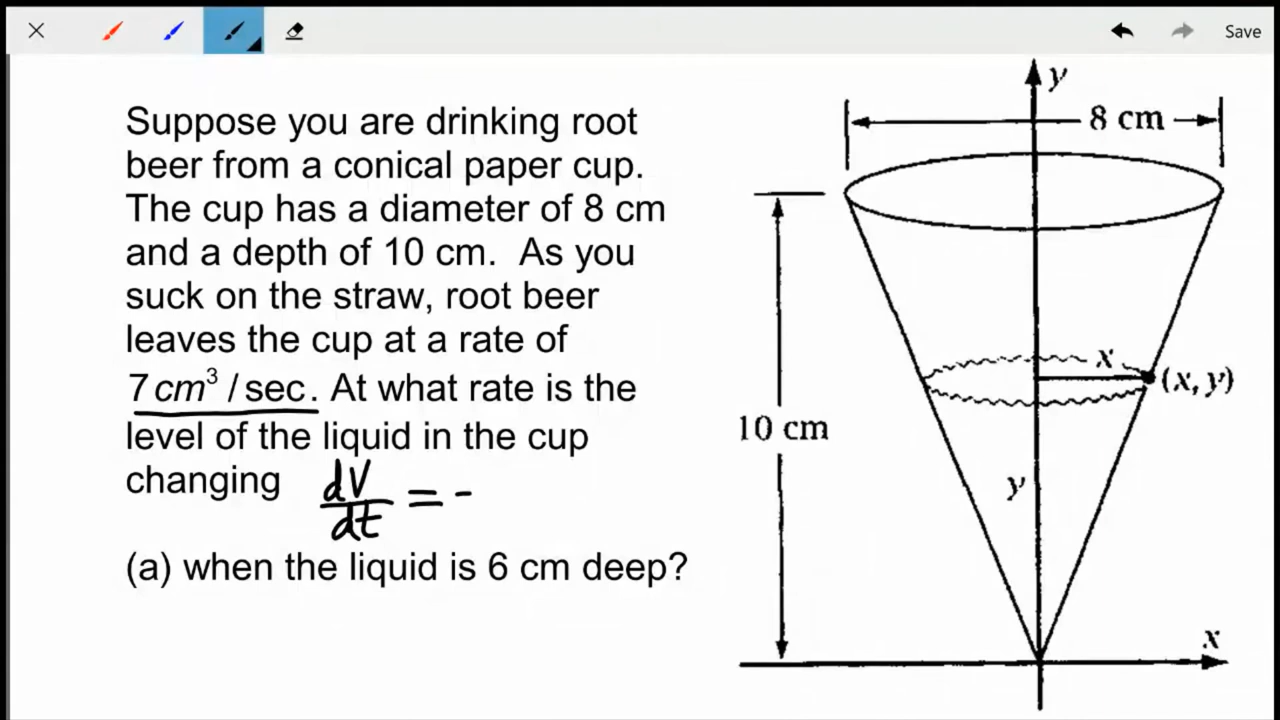 Save
Suppose you are drinking root
beer from a conical paper cup.
The cup has a diameter of 8 cm
and a depth of 10 cm. As you
suck on the straw, root beer
leaves the cup at a rate of
7 cm³ / sec. At what rate is the
level of the liquid in the cup
changing dV/dt = -
(a) when the liquid is 6 cm deep?
y
8 cm
x
(x, y)
10 cm
y
x